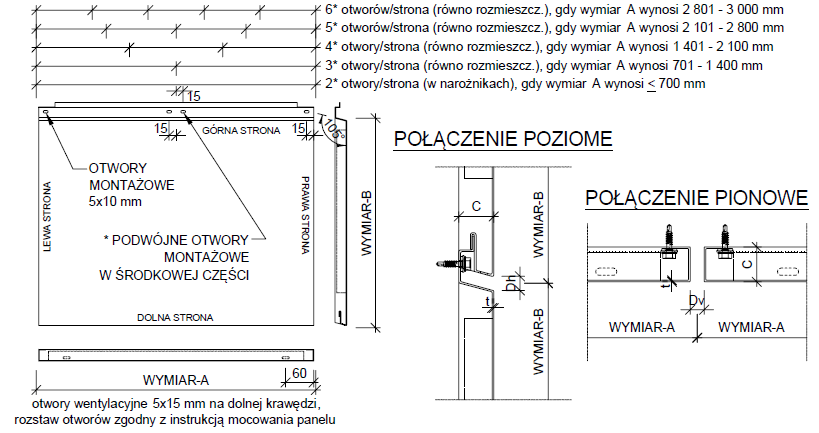 6* otworów/strona (równo rozmieszcz.), gdy wymiar A wynosi 2 801 - 3 000 mm
5* otworów/strona (równo rozmieszcz.), gdy wymiar A wynosi 2 101 - 2 800 mm
4* otwory/strona (równo rozmieszcz.), gdy wymiar A wynosi 1 401 - 2 100 mm
3* otwory/strona (równo rozmieszcz.), gdy wymiar A wynosi 701 - 1 400 mm
2* otwory/strona (w narożnikach), gdy wymiar A wynosi ≤ 700 mm
15
15
GÓRNA STRONA
15
105°
OTWORY
MONTAŻOWE
5x10 mm
LEWA STRONA
PRAWA STRONA
* PODWÓJNE OTWORY
MONTAŻOWE
W ŚRODKOWEJ CZĘŚCI
DOLNA STRONA
WYMIAR-B
WYMIAR-A
60
otwory wentylacyjne 5x15 mm na dolnej krawędzi,
rozstaw otworów zgodny z instrukcją mocowania panelu
POŁĄCZENIE POZIOME
C
WYMIAR-B
Dh
t
WYMIAR-B
POŁĄCZENIE PIONOWE
C
t
Dv
WYMIAR-A
WYMIAR-A